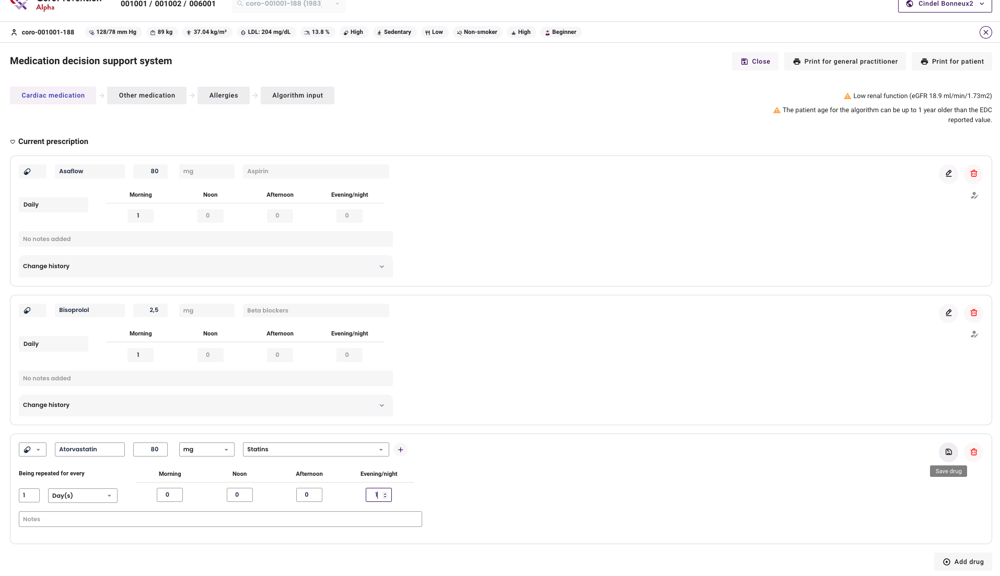 Alpha
001001 / 001002 / 006001
coro-001001-188 (1983
Cindel Bonneux2
coro-001001-188
128/78 mm Hg
89 kg
37.04 kg/m²
LDL: 204 mg/dL
13.8 %
High
Sedentary
Low
Non-smoker
High
Beginner
Medication decision support system
Close
Print for general practitioner
Print for patient
Cardiac medication
Other medication
Allergies
Algorithm input
Low renal function (eGFR 18.9 ml/min/1.73m2)
The patient age for the algorithm can be up to 1 year older than the EDC
reported value.
Current prescription
Asaflow 80 mg Aspirin
Morning Noon Afternoon Evening/night
Daily
1 0 0 0
No notes added
Change history
Bisoprolol 2,5 mg Beta blockers
Morning Noon Afternoon Evening/night
Daily
1 0 0 0
No notes added
Change history
Atorvastatin 80 mg Statins
Save drug
Being repeated for every
Morning Noon Afternoon Evening/night
1 Day(s) 0 0 0 1
Notes
Add drug